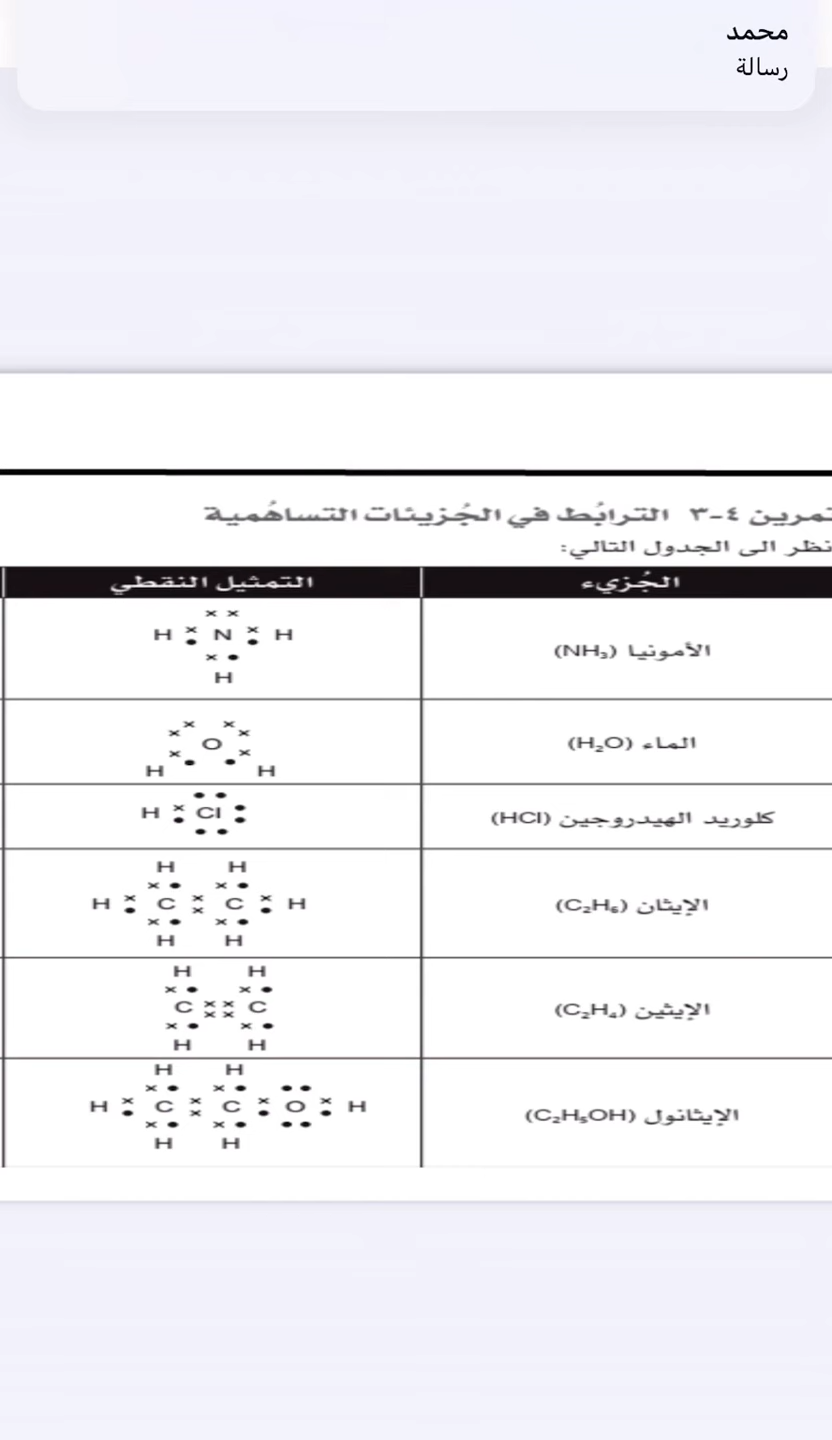 محمد
رسالة
تمرين ٤-٣ الترابُط في الجُزيئات التساهُمية
نظر الى الجدول التالي:
الجُزيء التمثيل النقطي
الأمونيا (NH₃)
× ×
H ו N ו H
× •
H
الماء (H₂O)
× × × ×
O
× • • ×
H H
كلوريد الهيدروجين (HCl)
• •
H ו Cl ••
• •
الإيثان (C₂H₆)
H H
× • × •
H ו C ×× C ו H
× • × •
H H
الإيثين (C₂H₄)
H H
× • × •
C ×××× C
× • × •
H H
الإيثانول (C₂H₅OH)
H H
× • × • • •
H ו C ×× C ו O ו H
× • × • • •
H H